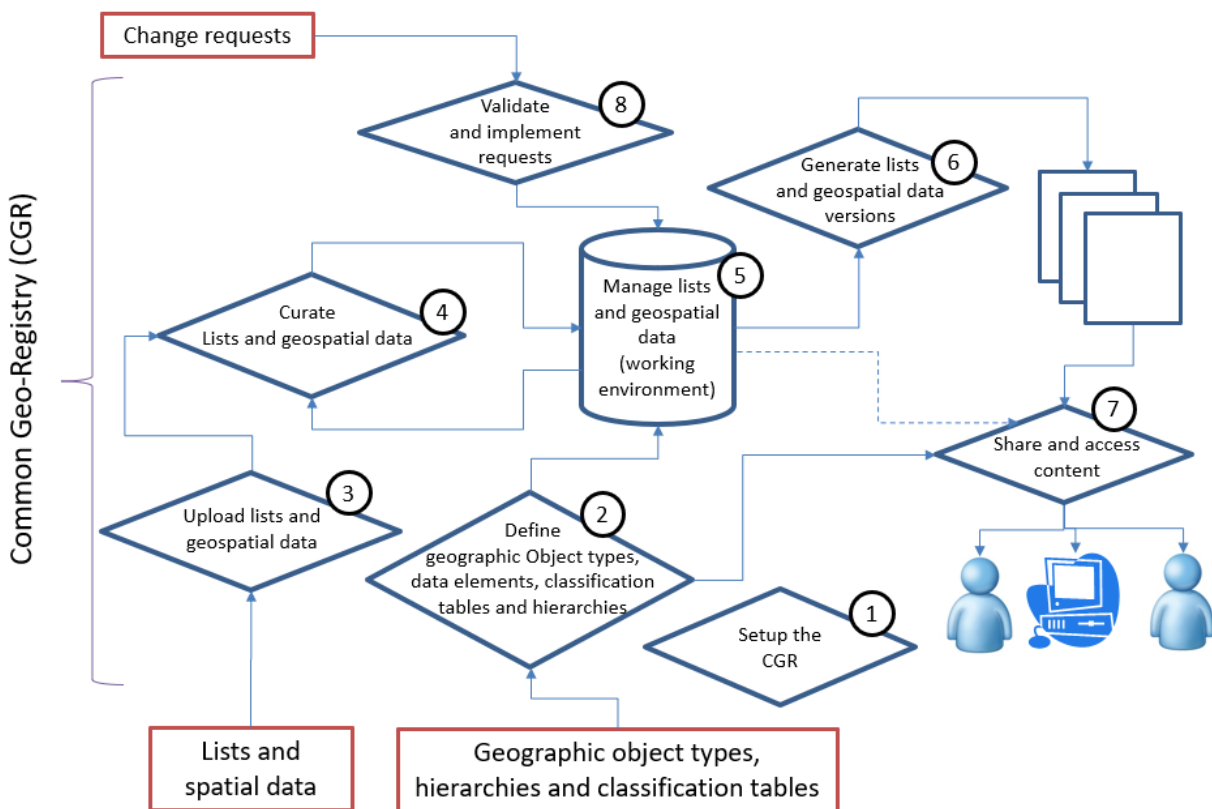 Change requests
8
Validate
and implement
requests
6
Generate lists
and geospatial data
versions
Common Geo-Registry (CGR)
5
Manage lists
and geospatial
data
(working
environment)
4
Curate
Lists and geospatial data
7
Share and access
content
3
Upload lists and
geospatial data
2
Define
geographic Object types,
data elements, classification
tables and hierarchies
1
Setup the
CGR
Lists and
spatial data
Geographic object types,
hierarchies and classification tables